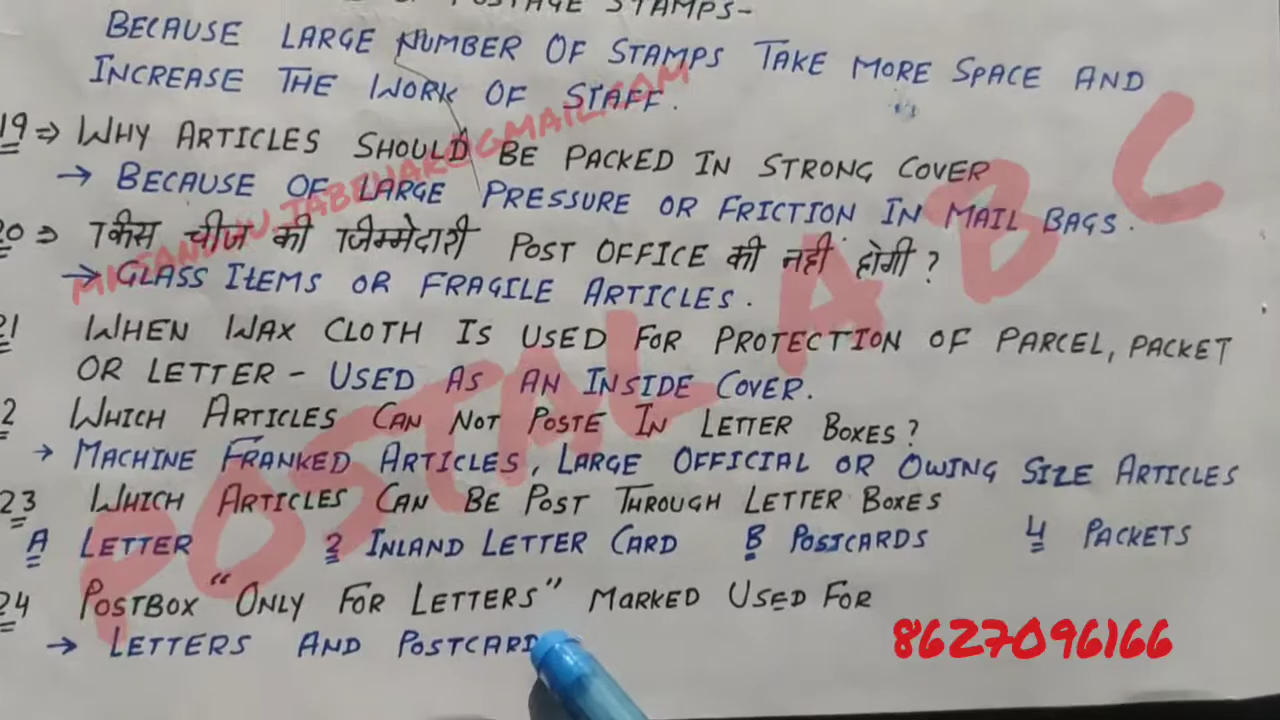 POSTAGE STAMPS-
BECAUSE LARGE NUMBER OF STAMPS TAKE MORE SPACE AND
INCREASE THE WORK OF STAFF.
19 ⇒ WHY ARTICLES SHOULD BE PACKED IN STRONG COVER
→ BECAUSE OF LARGE PRESSURE OR FRICTION IN MAIL BAGS.
20 ⇒ किस चीज की जिम्मेदारी POST OFFICE की नहीं होगी ?
→ GLASS ITEMS OR FRAGILE ARTICLES.
21 WHEN WAX CLOTH IS USED FOR PROTECTION OF PARCEL, PACKET
OR LETTER - USED AS AN INSIDE COVER.
2 WHICH ARTICLES CAN NOT POSTE IN LETTER BOXES?
→ MACHINE FRANKED ARTICLES, LARGE OFFICIAL OR OWING SIZE ARTICLES
23 WHICH ARTICLES CAN BE POST THROUGH LETTER BOXES
A LETTER 2 INLAND LETTER CARD 3 POSTCARDS 4 PACKETS
24 POSTBOX "ONLY FOR LETTERS" MARKED USED FOR
→ LETTERS AND POSTCARD
POSTAL ABC
8627096166